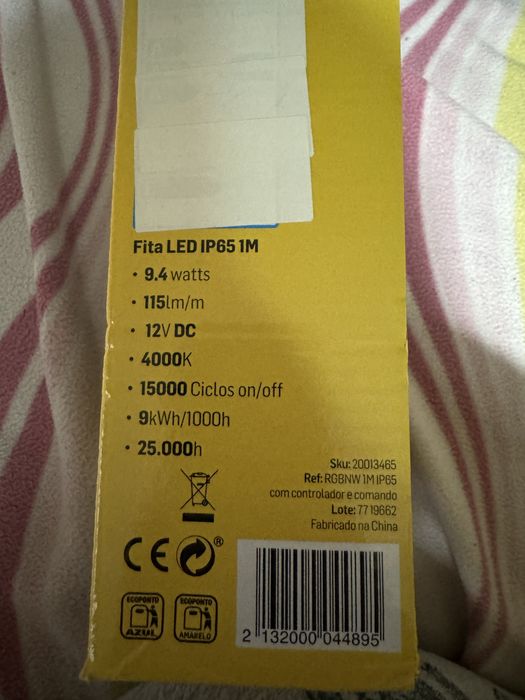 Fita LED IP65 1M
• 9.4 watts
• 115lm/m
• 12V DC
• 4000K
• 15000 Ciclos on/off
• 9kWh/1000h
• 25.000h
Sku: 20013465
Ref: RGBNW 1M IP65
com controlador e comando
Lote: 7719662
Fabricado na China
CE ®
ECOPONTO AZUL
ECOPONTO AMARELO
2 132000 044895